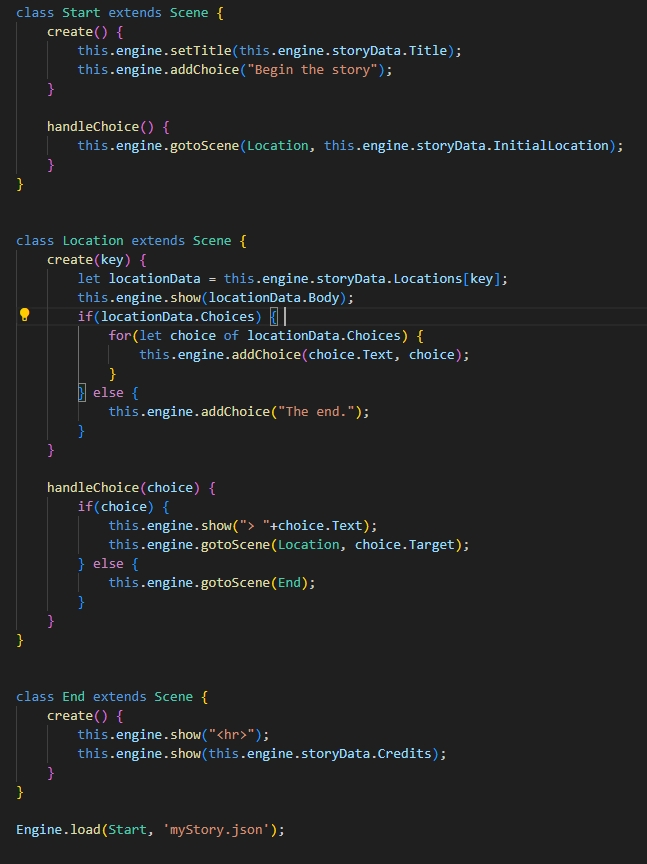 class Start extends Scene {
    create() {
        this.engine.setTitle(this.engine.storyData.Title);
        this.engine.addChoice("Begin the story");
    }

    handleChoice() {
        this.engine.gotoScene(Location, this.engine.storyData.InitialLocation);
    }
}

class Location extends Scene {
    create(key) {
        let locationData = this.engine.storyData.Locations[key];
        this.engine.show(locationData.Body);
        if(locationData.Choices) {
            for(let choice of locationData.Choices) {
                this.engine.addChoice(choice.Text, choice);
            }
        } else {
            this.engine.addChoice("The end.");
        }
    }

    handleChoice(choice) {
        if(choice) {
            this.engine.show("> "+choice.Text);
            this.engine.gotoScene(Location, choice.Target);
        } else {
            this.engine.gotoScene(End);
        }
    }
}

class End extends Scene {
    create() {
        this.engine.show("<hr>");
        this.engine.show(this.engine.storyData.Credits);
    }
}

Engine.load(Start, 'myStory.json');